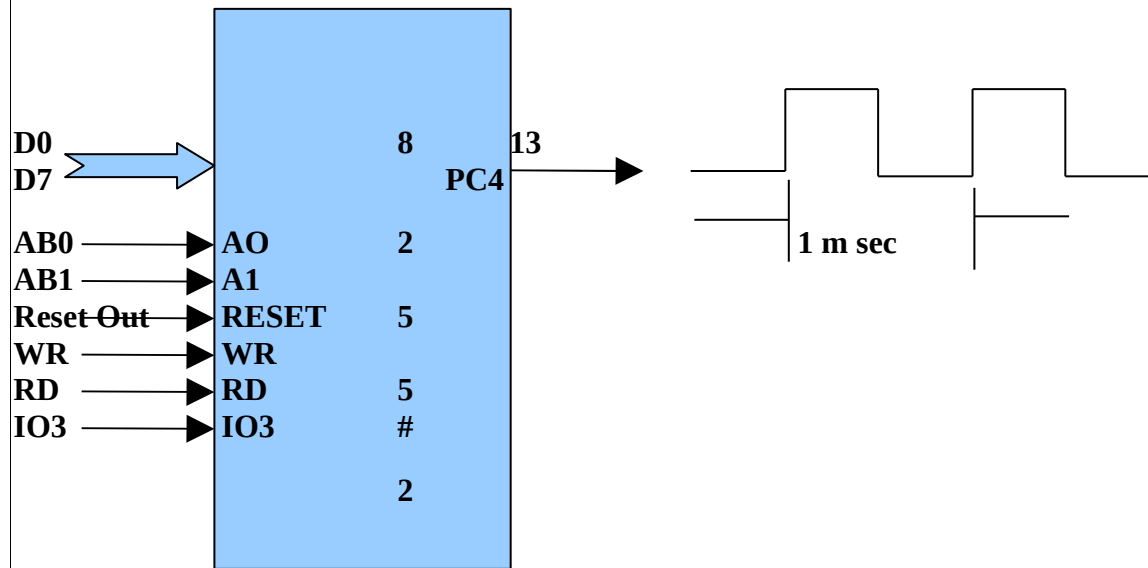 D0 8 13
D7 PC4
AB0 AO 2 1 m sec
AB1 A1
Reset Out RESET 5
WR WR
RD RD 5
IO3 IO3 #
2